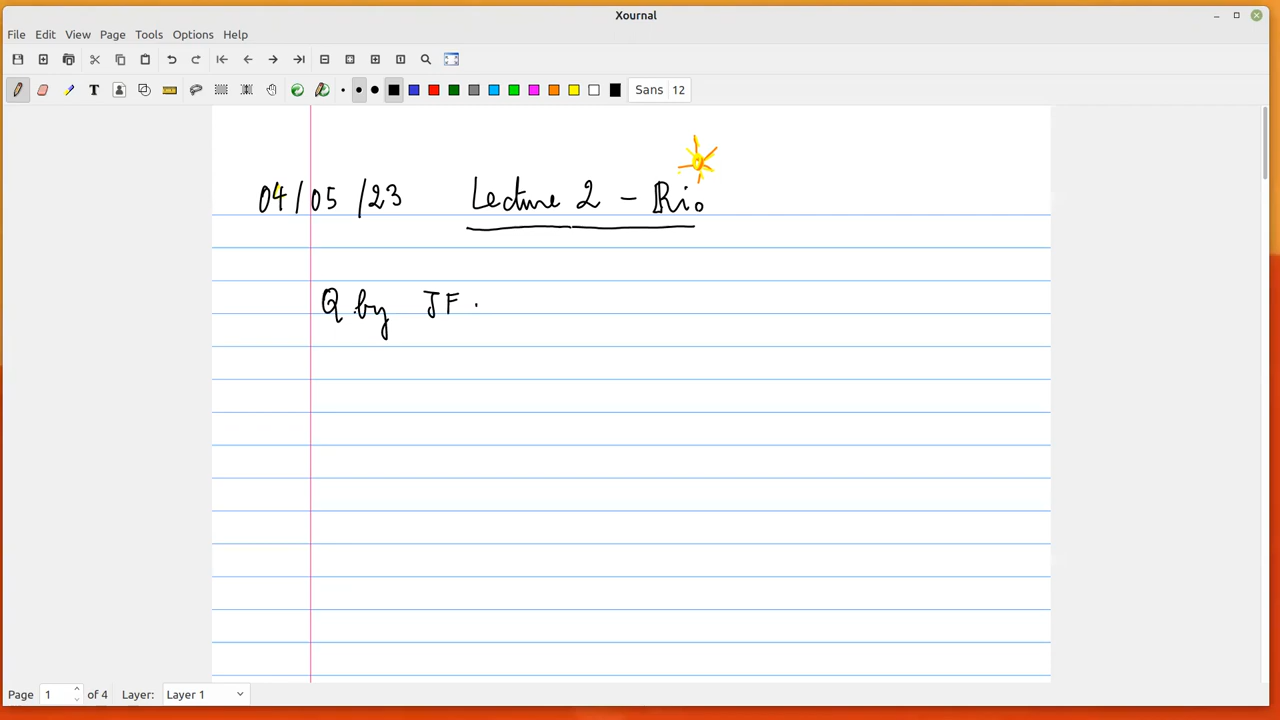 Xournal
File Edit View Page Tools Options Help
Sans 12
04/05/23 Lecture 2 - Rio
Q by JF.
Page 1 of 4 Layer: Layer 1